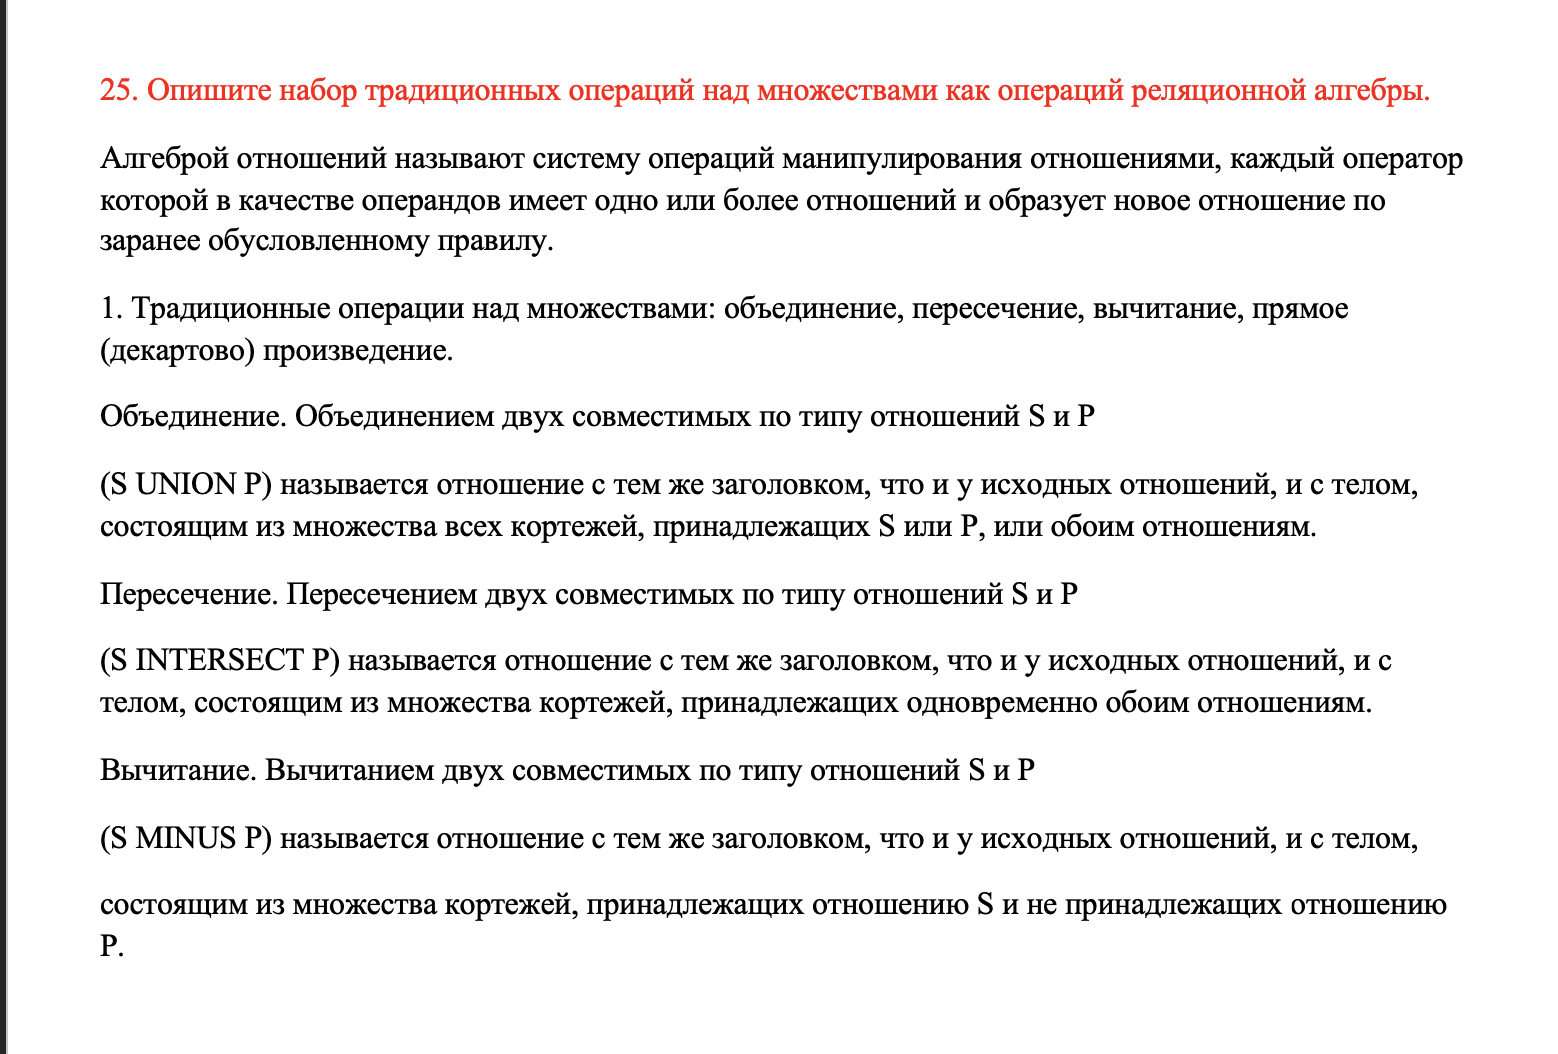 25. Опишите набор традиционных операций над множествами как операций реляционной алгебры.
Алгеброй отношений называют систему операций манипулирования отношениями, каждый оператор
которой в качестве операндов имеет одно или более отношений и образует новое отношение по
заранее обусловленному правилу.
1. Традиционные операции над множествами: объединение, пересечение, вычитание, прямое
(декартово) произведение.
Объединение. Объединением двух совместимых по типу отношений S и P
(S UNION P) называется отношение с тем же заголовком, что и у исходных отношений, и с телом,
состоящим из множества всех кортежей, принадлежащих S или P, или обоим отношениям.
Пересечение. Пересечением двух совместимых по типу отношений S и P
(S INTERSECT P) называется отношение с тем же заголовком, что и у исходных отношений, и с
телом, состоящим из множества кортежей, принадлежащих одновременно обоим отношениям.
Вычитание. Вычитанием двух совместимых по типу отношений S и P
(S MINUS P) называется отношение с тем же заголовком, что и у исходных отношений, и с телом,
состоящим из множества кортежей, принадлежащих отношению S и не принадлежащих отношению
P.